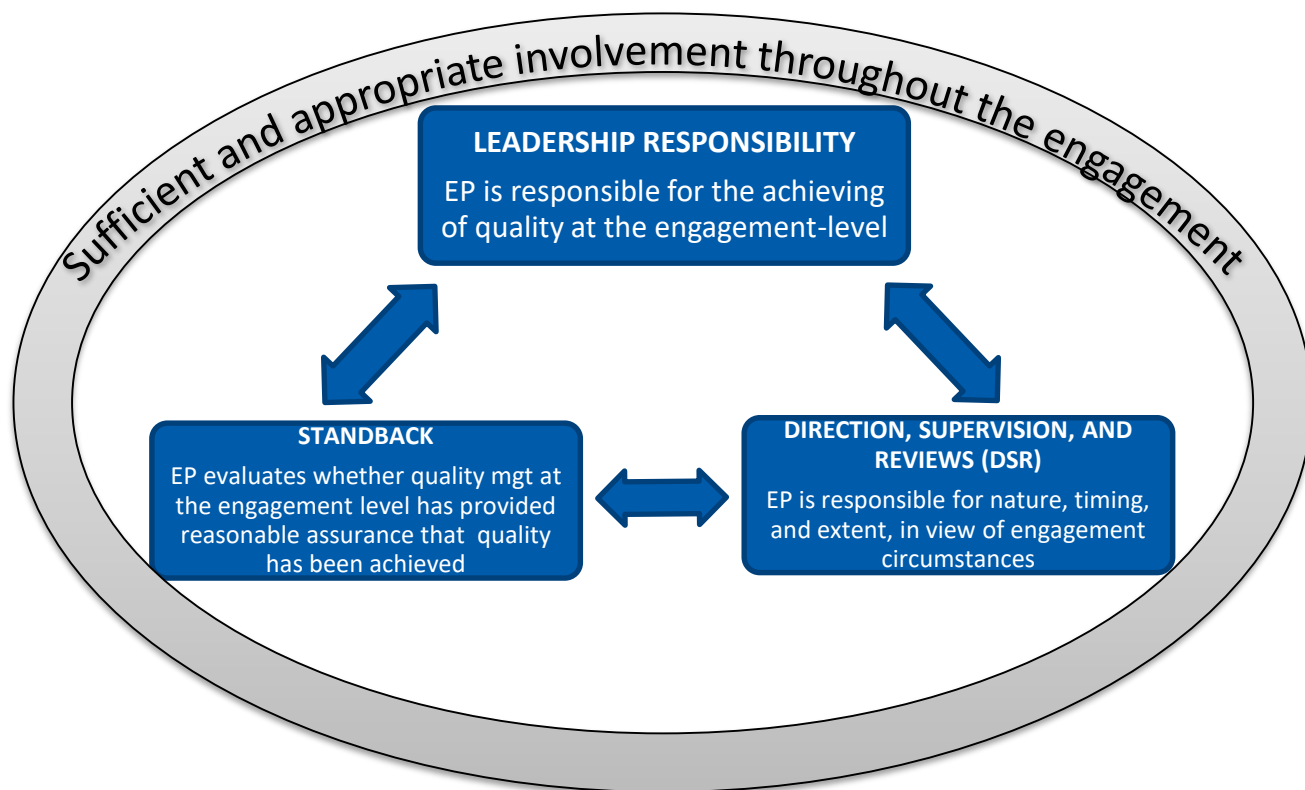 Sufficient and appropriate involvement throughout the engagement
LEADERSHIP RESPONSIBILITY
EP is responsible for the achieving
of quality at the engagement-level
STANDBACK
EP evaluates whether quality mgt at
the engagement level has provided
reasonable assurance that quality
has been achieved
DIRECTION, SUPERVISION, AND
REVIEWS (DSR)
EP is responsible for nature, timing,
and extent, in view of engagement
circumstances